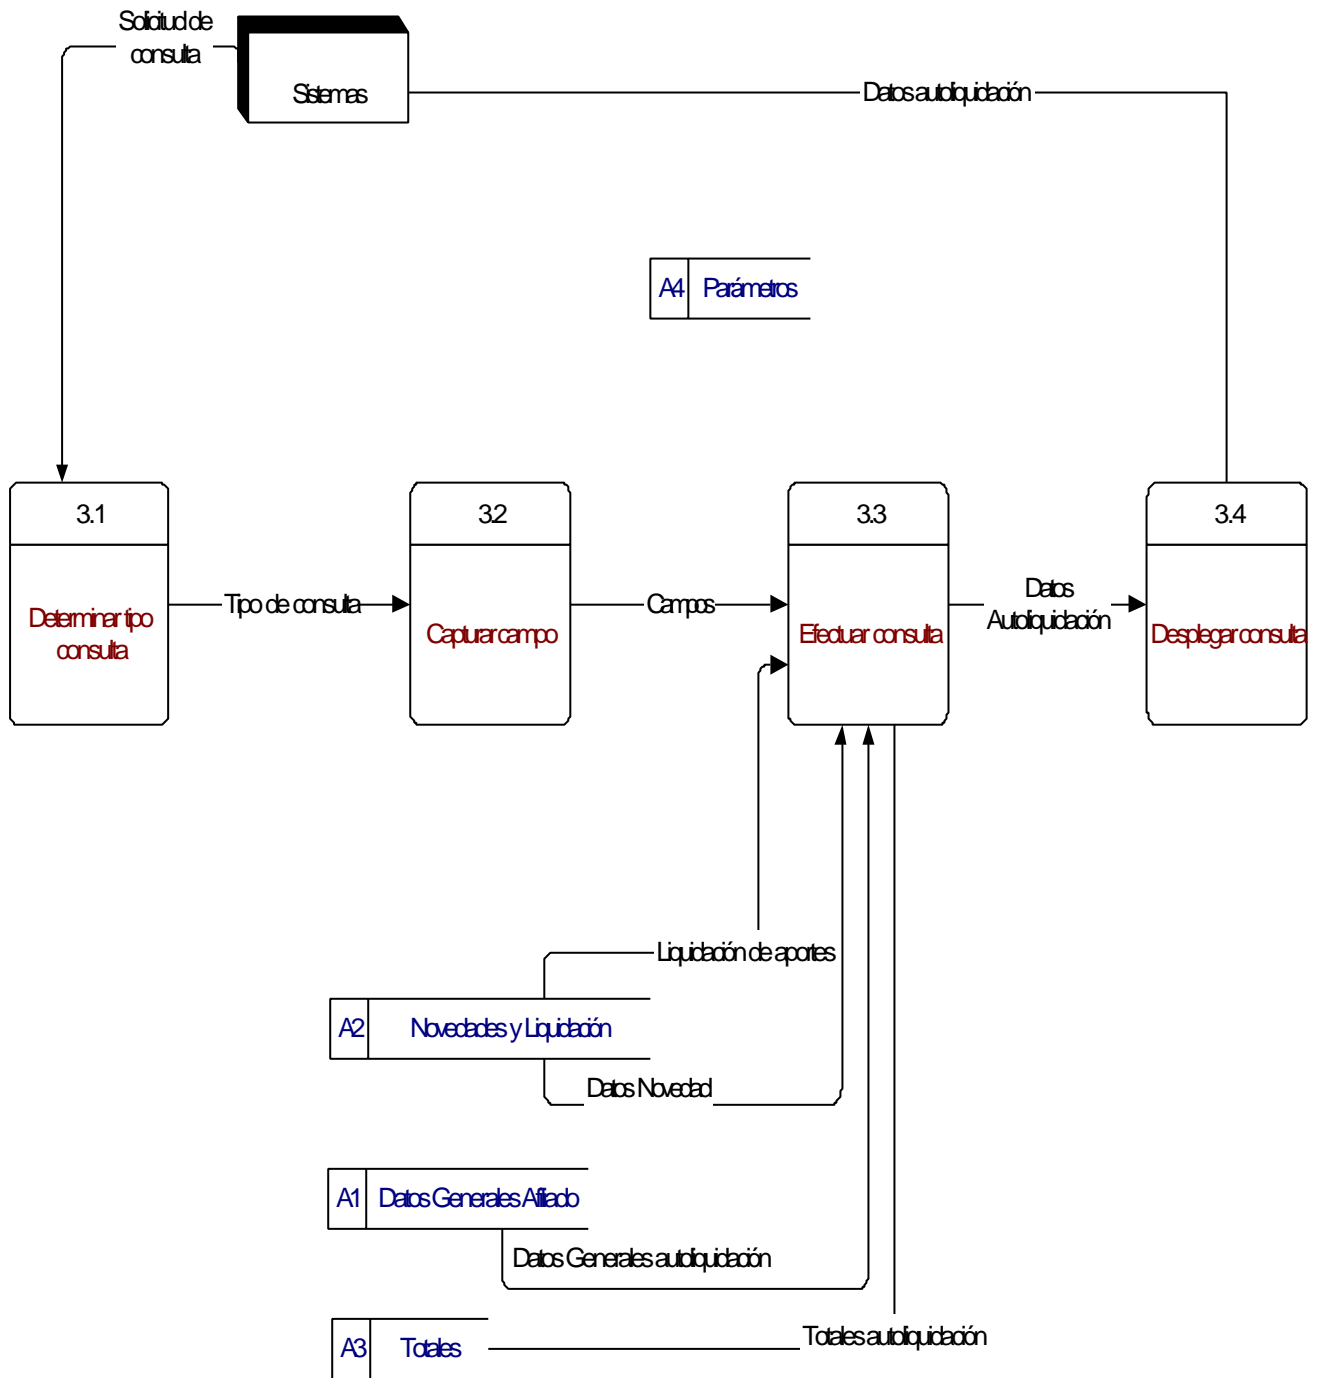 Solicitud de
consulta
Sistemas
Datos autoliquidación
A4 Parámetros
3.1
3.2
3.3
3.4
Determinar tipo
consulta
Tipo de consulta
Capturar campo
Campos
Efectuar consulta
Datos
Autoliquidación
Desplegar consulta
Liquidación de aportes
A2 Novedades y Liquidación
Datos Novedad
A1 Datos Generales Afiliado
Datos Generales autoliquidación
A3 Totales
Totales autoliquidación